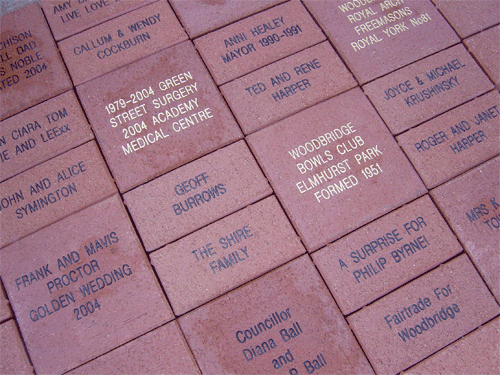 AMY
LIVE LOVE
CALLUM & WENDY
COCKBURN
DAD
NOBLE
2004
1979-2004 GREEN
STREET SURGERY
2004 ACADEMY
MEDICAL CENTRE
ANNI HEALEY
MAYOR 1990-1991
TED AND RENE
HARPER
WOODBRIDGE
ROYAL ARCH
FREEMASONS
ROYAL YORK No81
JOYCE & MICHAEL
KRUSHINSKY
CIARA TOM
AND LEExx
JOHN AND ALICE
SYMINGTON
GEOFF
BURROWS
WOODBRIDGE
BOWLS CLUB
ELMHURST PARK
FORMED 1951
ROGER AND JANE
HARPER
FRANK AND MAVIS
PROCTOR
GOLDEN WEDDING
2004
THE SHIRE
FAMILY
A SURPRISE FOR
PHILIP BYRNE!
MRS K
Councillor
Diana Ball
and
Ball
Fairtrade For
Woodbridge